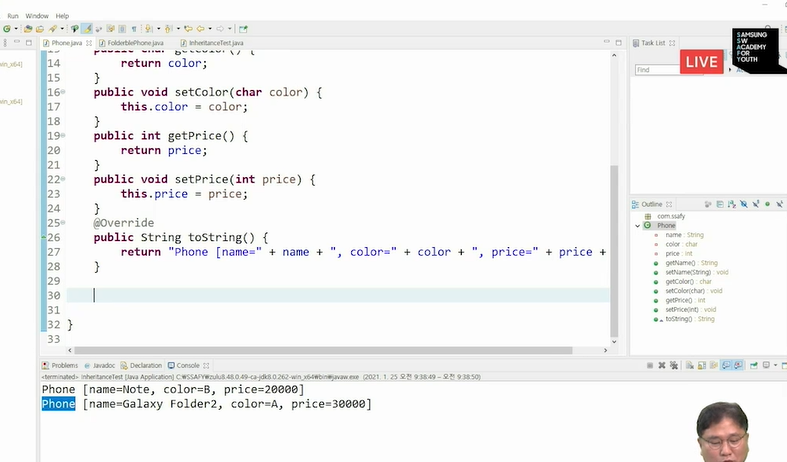 Run Window Help
Phone.java
FolderblePhone.java
InheritanceTest.java
Task List
SAMSUNG
SW
ACADEMY
FOR
YOUTH
LIVE
Find
win_x64]
win_x64]
14 return color;
15 }
16 public void setColor(char color) {
17 this.color = color;
18 }
19 public int getPrice() {
20 return price;
21 }
22 public void setPrice(int price) {
23 this.price = price;
24 }
25 @Override
26 public String toString() {
27 return "Phone [name=" + name + ", color=" + color + ", price=" + price +
28 }
29
30
31
32 }
33
Outline
com.ssafy
Phone
name : String
color : char
price : int
getName() : String
setName(String) : void
getColor() : char
setColor(char) : void
getPrice() : int
setPrice(int) : void
toString() : String
Problems Javadoc Declaration Console
<terminated> InheritanceTest [Java Application] C:₩SSAFY₩zulu8.48.0.49-ca-jdk8.0.262-win_x64₩bin₩javaw.exe (2021. 1. 25 오전 9:38:49 – 오전 9:38:50)
Phone [name=Note, color=B, price=20000]
Phone [name=Galaxy Folder2, color=A, price=30000]